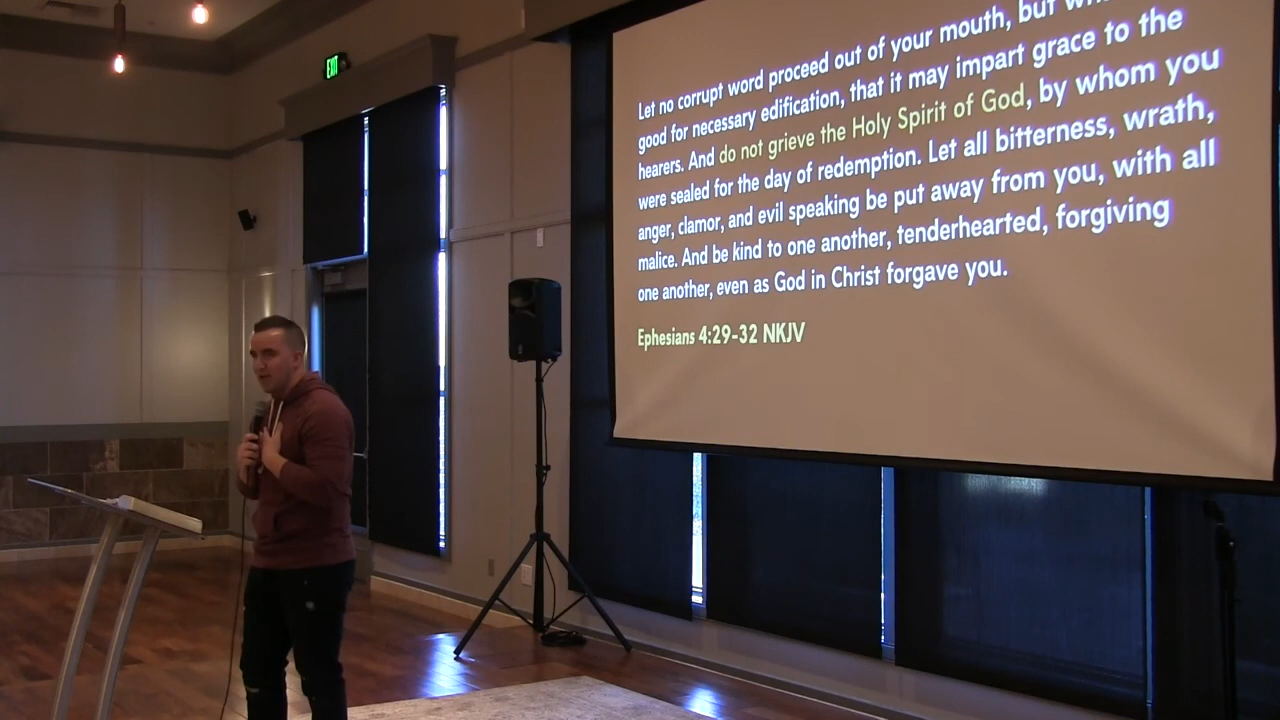 EXIT
Let no corrupt word proceed out of your mouth, but
good for necessary edification, that it may impart grace to the
hearers. And do not grieve the Holy Spirit of God, by whom you
were sealed for the day of redemption. Let all bitterness, wrath,
anger, clamor, and evil speaking be put away from you, with all
malice. And be kind to one another, tenderhearted, forgiving
one another, even as God in Christ forgave you.
Ephesians 4:29-32 NKJV